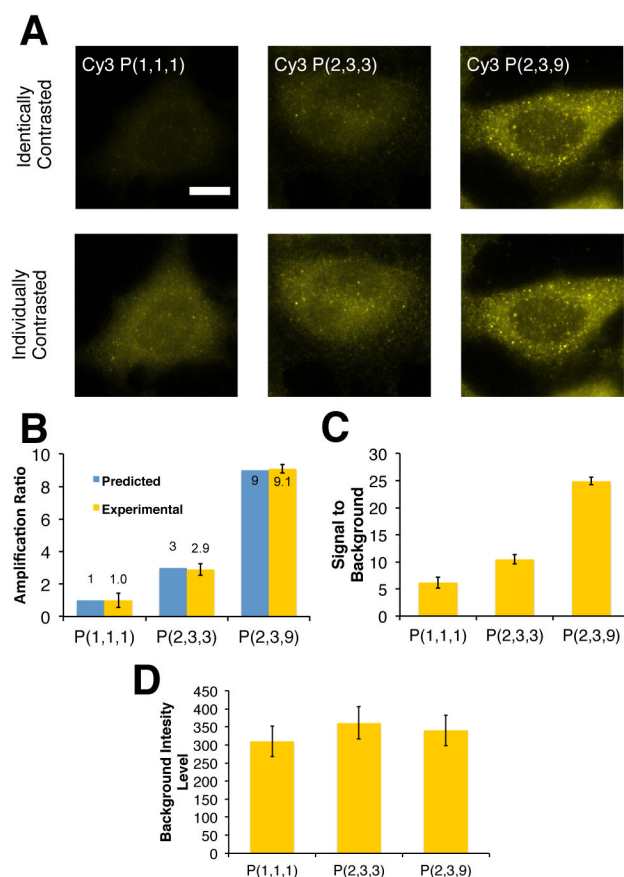 A
Identically
Contrasted
Cy3 P(1,1,1)
Cy3 P(2,3,3)
Cy3 P(2,3,9)
Individually
Contrasted
B
Amplification Ratio
10
8
6
4
2
0
Predicted
Experimental
1
1.0
3
2.9
9
9.1
P(1,1,1)
P(2,3,3)
P(2,3,9)
C
Signal to
Background
30
25
20
15
10
5
0
P(1,1,1)
P(2,3,3)
P(2,3,9)
D
Background Intesity
Level
450
400
350
300
250
200
150
100
50
0
P(1,1,1)
P(2,3,3)
P(2,3,9)